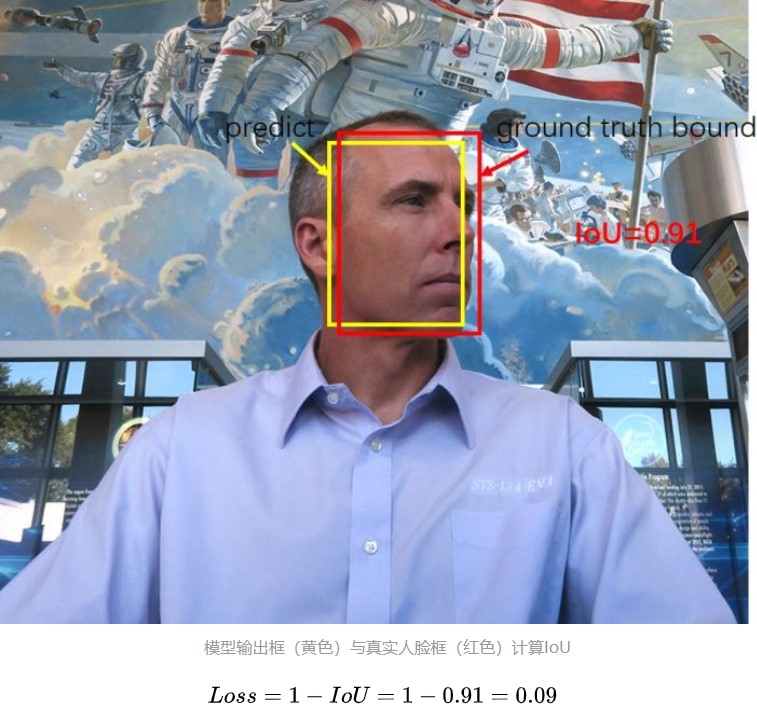 predict
ground truth bound
IoU=0.91
STS-134 EV1
模型输出框（黄色）与真实人脸框（红色）计算IoU
Loss = 1 − IoU = 1 − 0.91 = 0.09